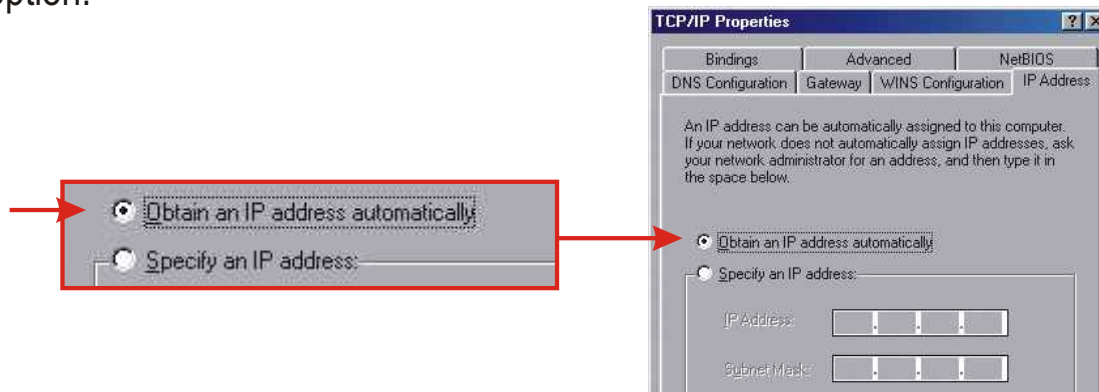 option.
TCP/IP Properties
Bindings
Advanced
NetBIOS
DNS Configuration
Gateway
WINS Configuration
IP Address
An IP address can be automatically assigned to this computer.
If your network does not automatically assign IP addresses, ask
your network administrator for an address, and then type it in
the space below.
Obtain an IP address automatically
Specify an IP address:
Obtain an IP address automatically
Specify an IP address:
IP Address:
Subnet Mask: